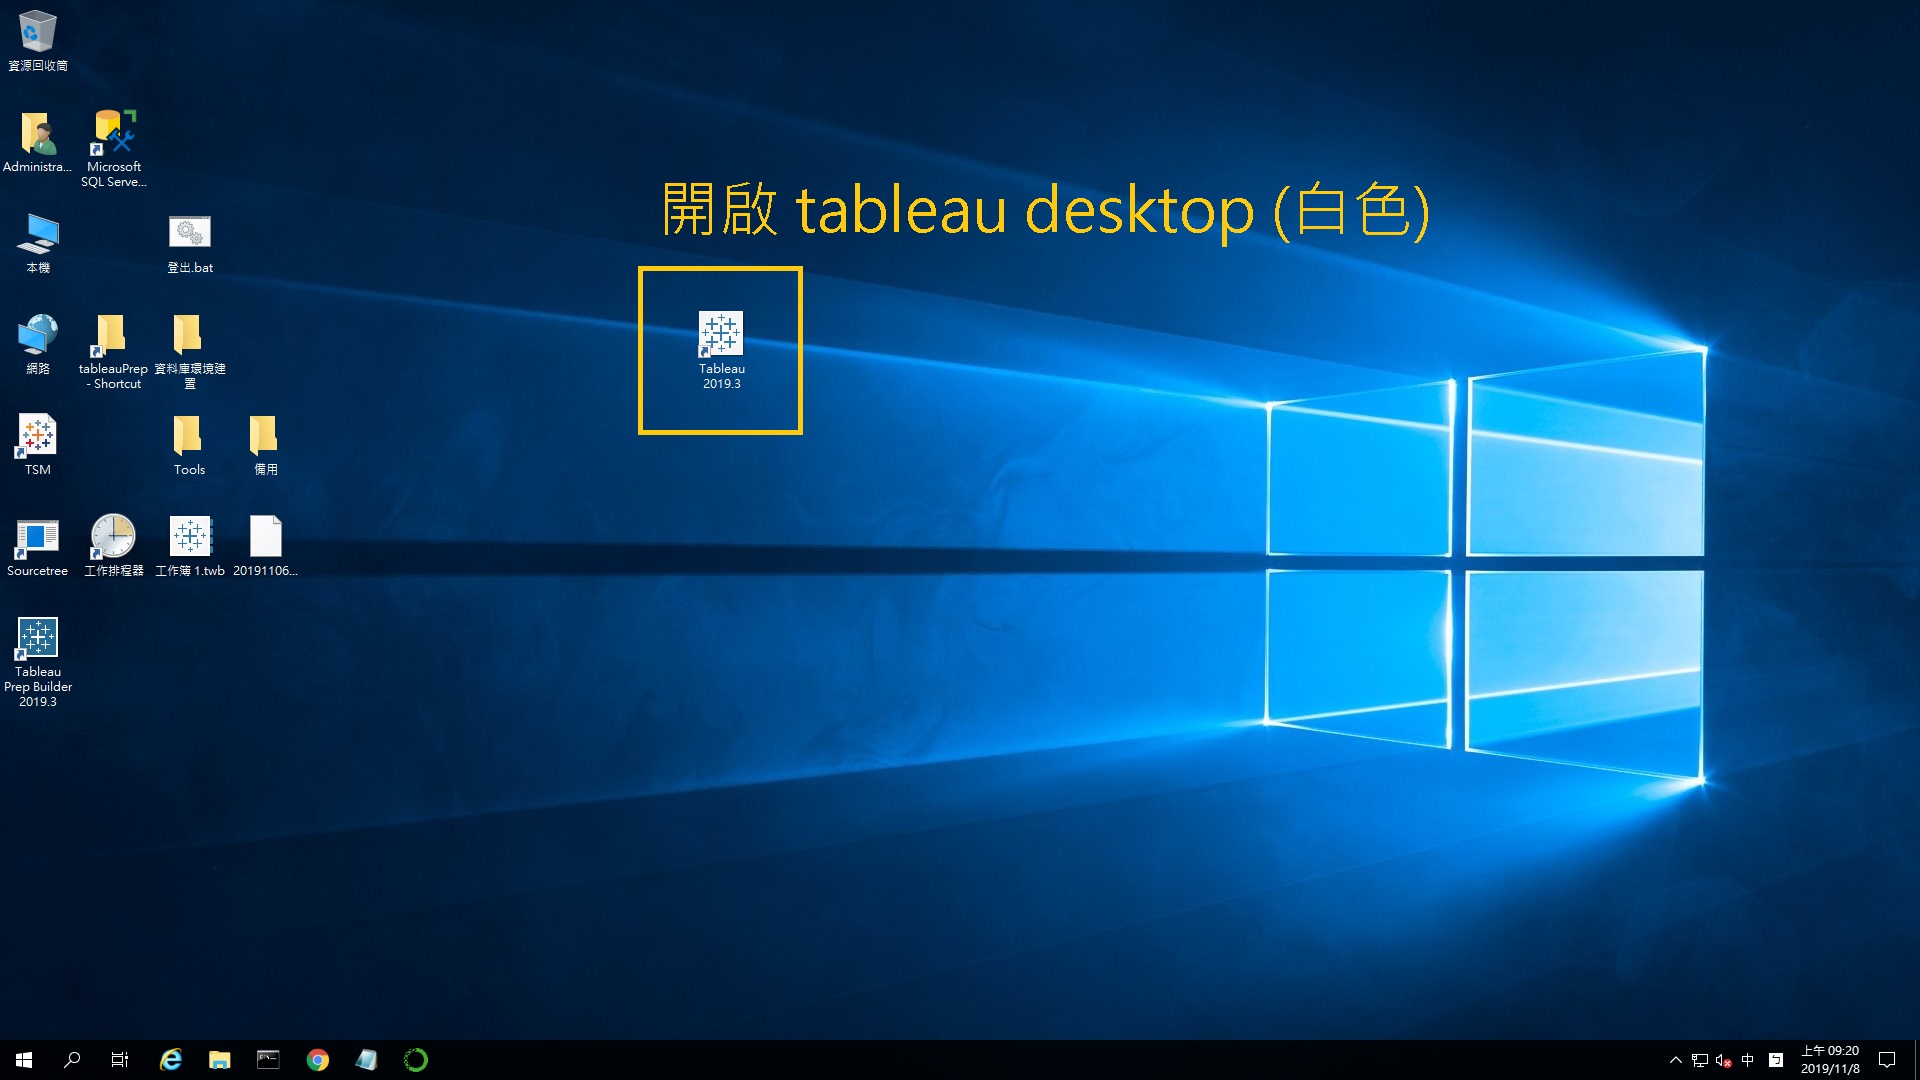 資源回收筒
Administra...
Microsoft
SQL Serve...
開啟 tableau desktop (白色)
本機
登出.bat
網路
tableauPrep
- Shortcut
資料庫環境建
置
Tableau
2019.3
TSM
Tools
備用
Sourcetree
工作排程器
工作簿 1.twb
20191106...
Tableau
Prep Builder
2019.3
中
上午 09:20
2019/11/8